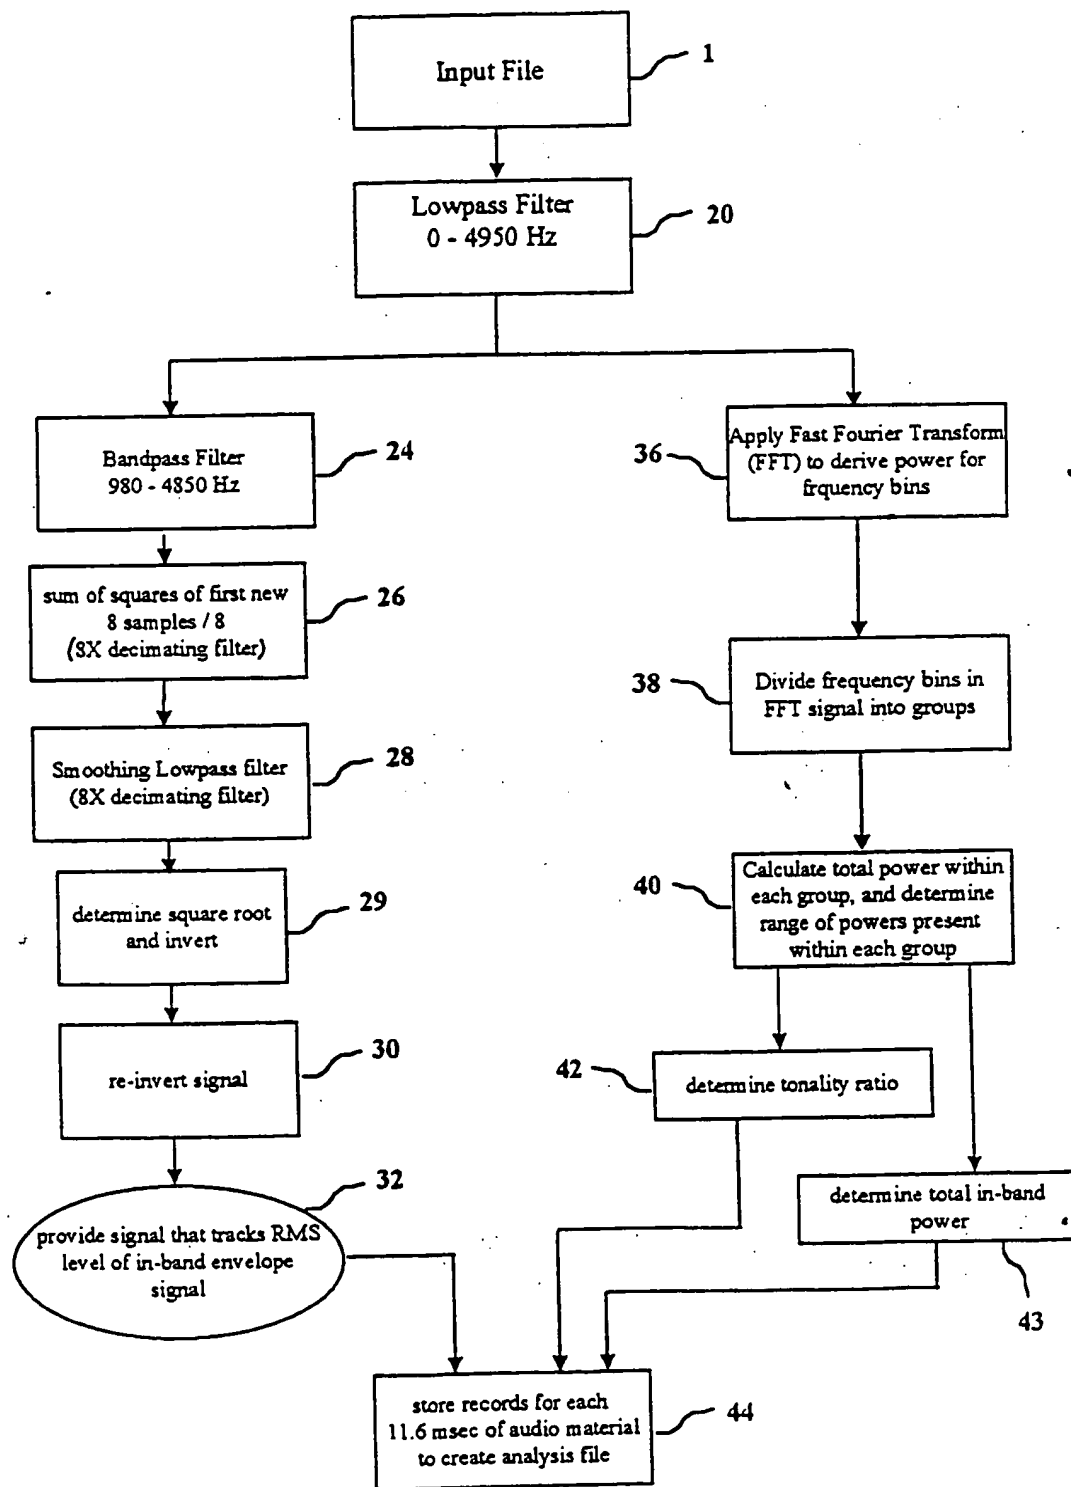 Input File
1
Lowpass Filter
0 - 4950 Hz
20
Bandpass Filter
980 - 4850 Hz
24
sum of squares of first new
8 samples / 8
(8X decimating filter)
26
Smoothing Lowpass filter
(8X decimating filter)
28
determine square root
and invert
29
re-invert signal
30
provide signal that tracks RMS
level of in-band envelope
signal
32
Apply Fast Fourier Transform
(FFT) to derive power for
frquency bins
36
Divide frequency bins in
FFT signal into groups
38
Calculate total power within
each group, and determine
range of powers present
within each group
40
determine tonality ratio
42
determine total in-band
power
43
store records for each
11.6 msec of audio material
to create analysis file
44